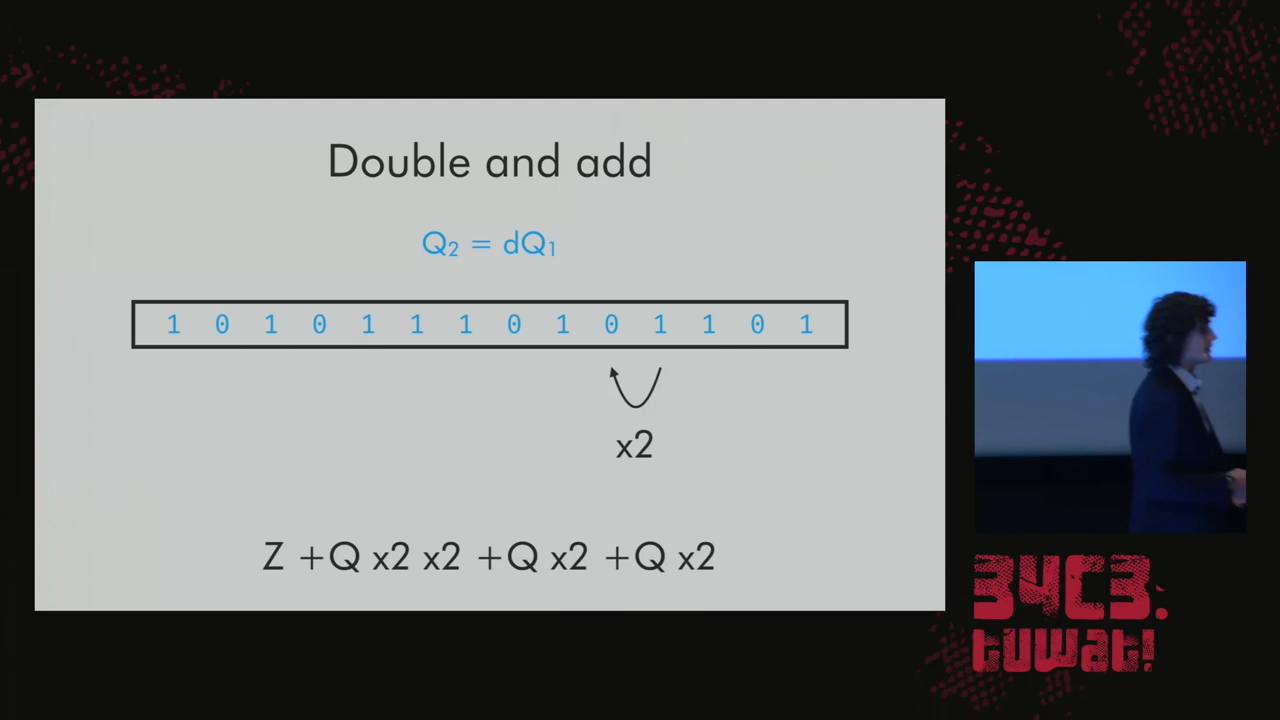 Double and add
Q₂ = dQ₁
1 0 1 0 1 1 1 0 1 0 1 1 0 1
x2
Z +Q x2 x2 +Q x2 +Q x2
34C3.
tuwat!